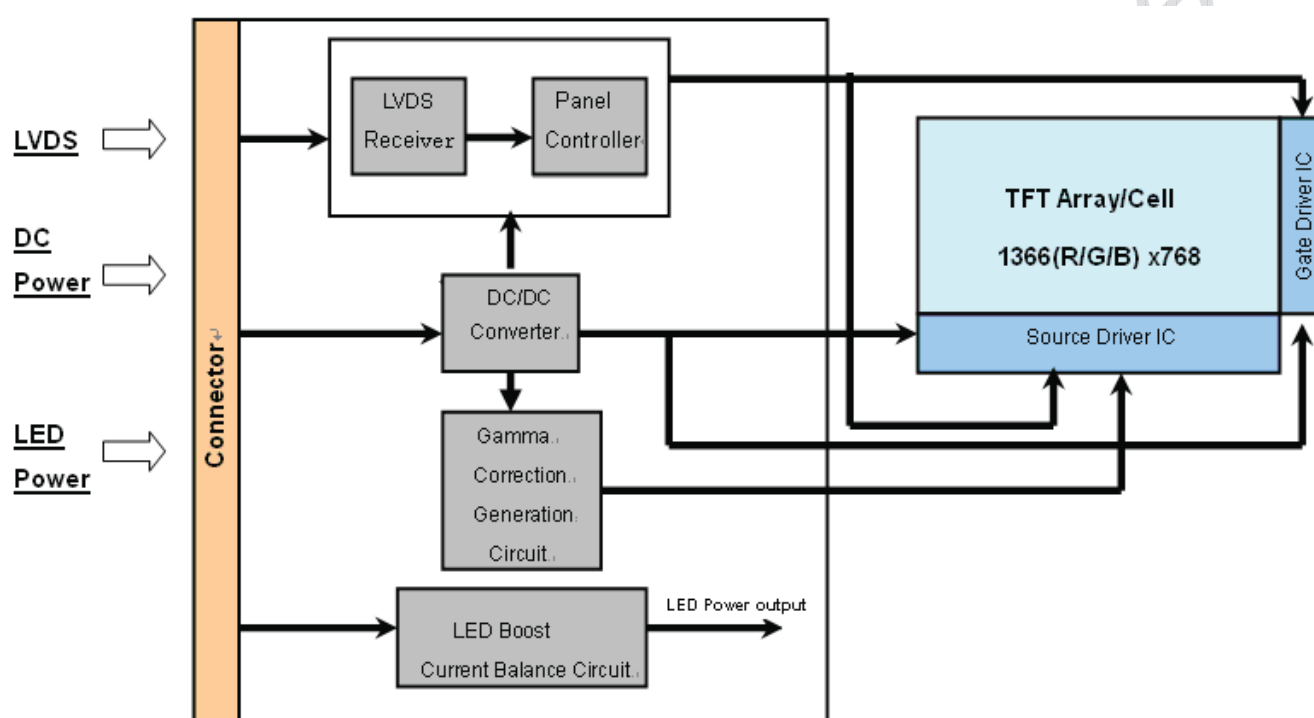 LVDS
DC
Power
LED
Power
Connector
LVDS
Receiver
Panel
Controller
DC/DC
Converter
Gamma
Correction
Generation
Circuit
LED Boost
Current Balance Circuit
LED Power output
TFT Array/Cell
1366(R/G/B) x768
Gate Driver IC
Source Driver IC